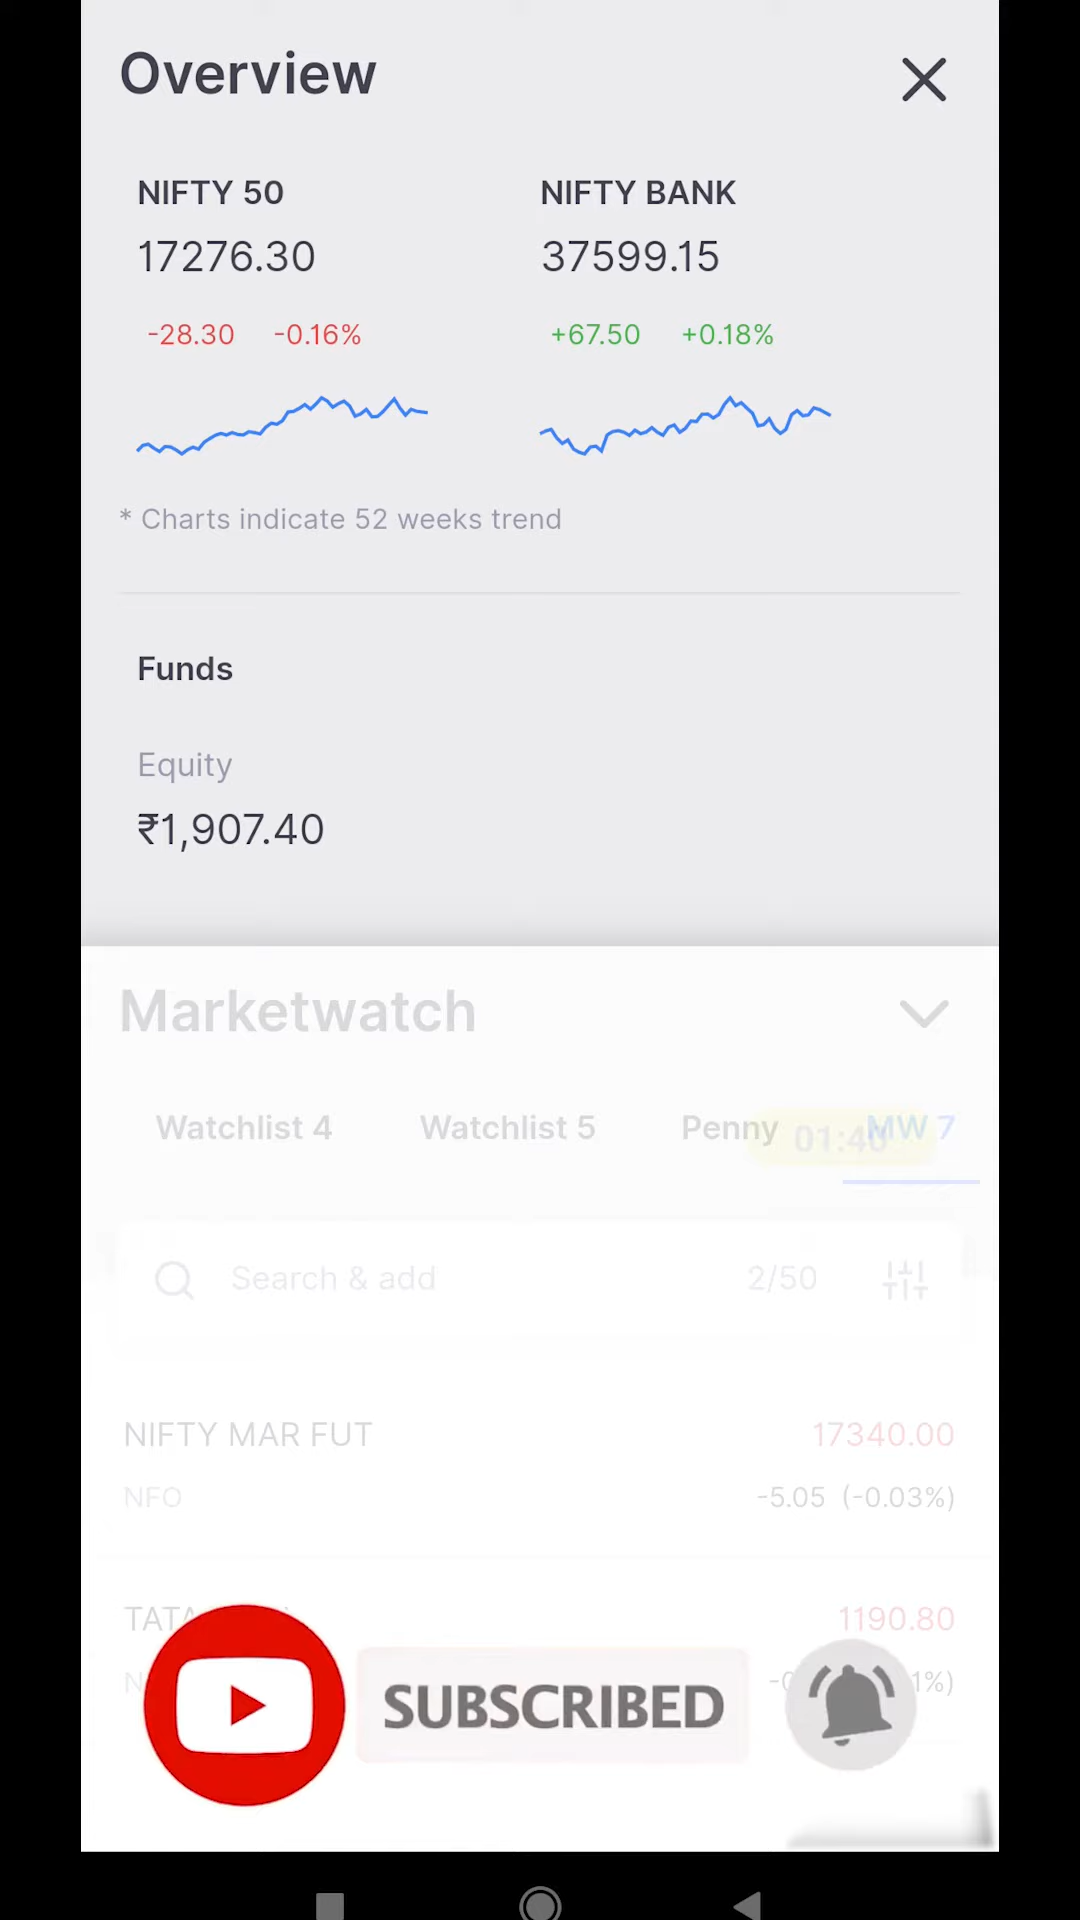 Overview
NIFTY 50 NIFTY BANK
17276.30 37599.15
-28.30 -0.16% +67.50 +0.18%
* Charts indicate 52 weeks trend
Funds
Equity
₹1,907.40
Marketwatch
Watchlist 4 Watchlist 5 Penny MW 7
01:40
Search & add 2/50
NIFTY MAR FUT 17340.00
NFO -5.05 (-0.03%)
1190.80
SUBSCRIBED